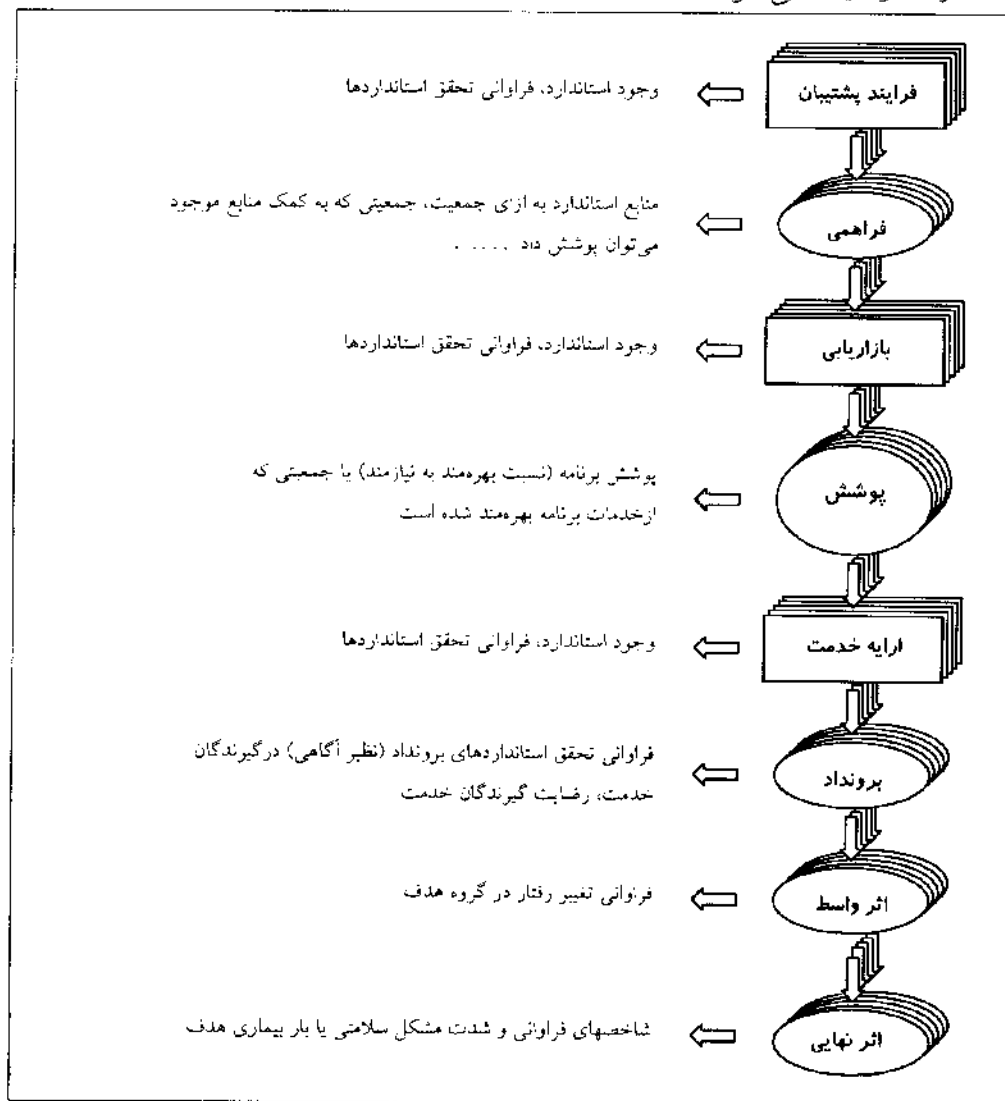 فرایند پشتیبان
وجود استاندارد، فراوانی تحقق استانداردها
فراهمی
منابع استاندارد به ازای جمعیت، جمعیتی که به کمک منابع موجود
می‌توان پوشش داد .....
بازاریابی
وجود استاندارد، فراوانی تحقق استانداردها
پوشش
پوشش برنامه (نسبت بهره‌مند به نیازمند) یا جمعیتی که
ازخدمات برنامه بهره‌مند شده است
ارایه خدمت
وجود استاندارد، فراوانی تحقق استانداردها
برونداد
فراوانی تحقق استانداردهای برونداد (نظیر آگاهی) درگیرندگان
خدمت، رضایت گیرندگان خدمت
اثر واسط
فراوانی تغییر رفتار در گروه هدف
اثر نهایی
شاخصهای فراوانی و شدت مشکل سلامتی یا بار بیماری هدف